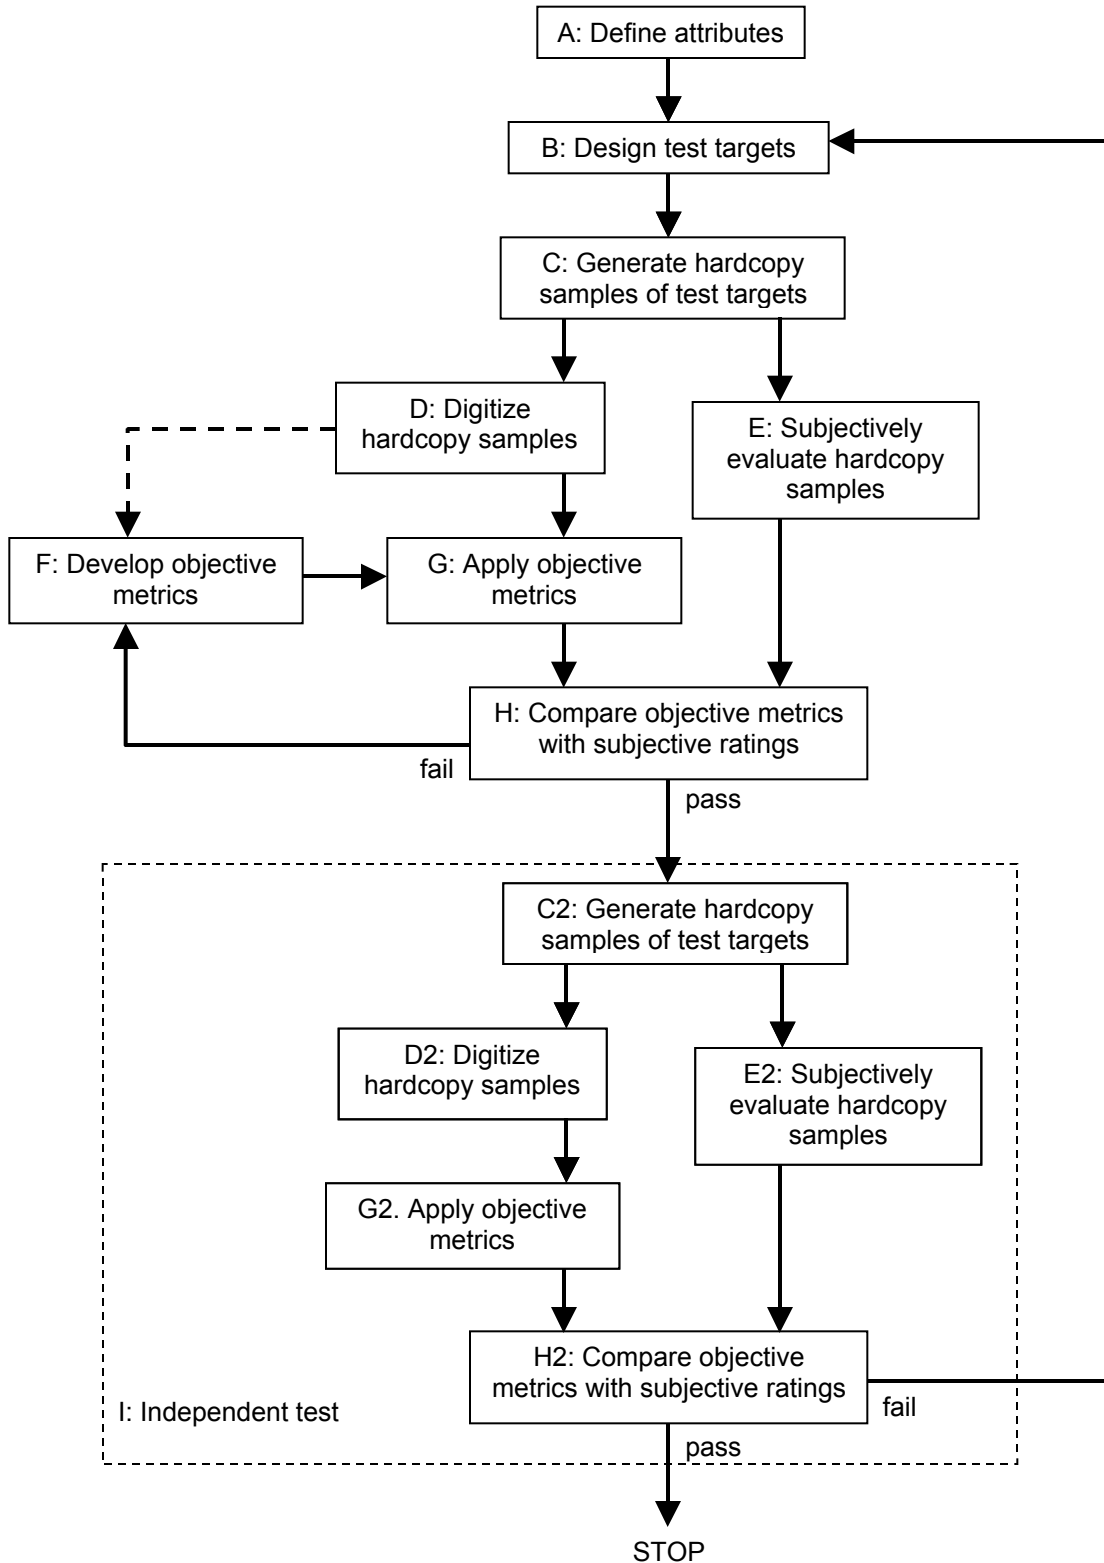 A: Define attributes
B: Design test targets
C: Generate hardcopy
samples of test targets
D: Digitize
hardcopy samples
E: Subjectively
evaluate hardcopy
samples
F: Develop objective
metrics
G: Apply objective
metrics
H: Compare objective metrics
with subjective ratings
fail
pass
C2: Generate hardcopy
samples of test targets
D2: Digitize
hardcopy samples
E2: Subjectively
evaluate hardcopy
samples
G2. Apply objective
metrics
H2: Compare objective
metrics with subjective ratings
I: Independent test
fail
pass
STOP